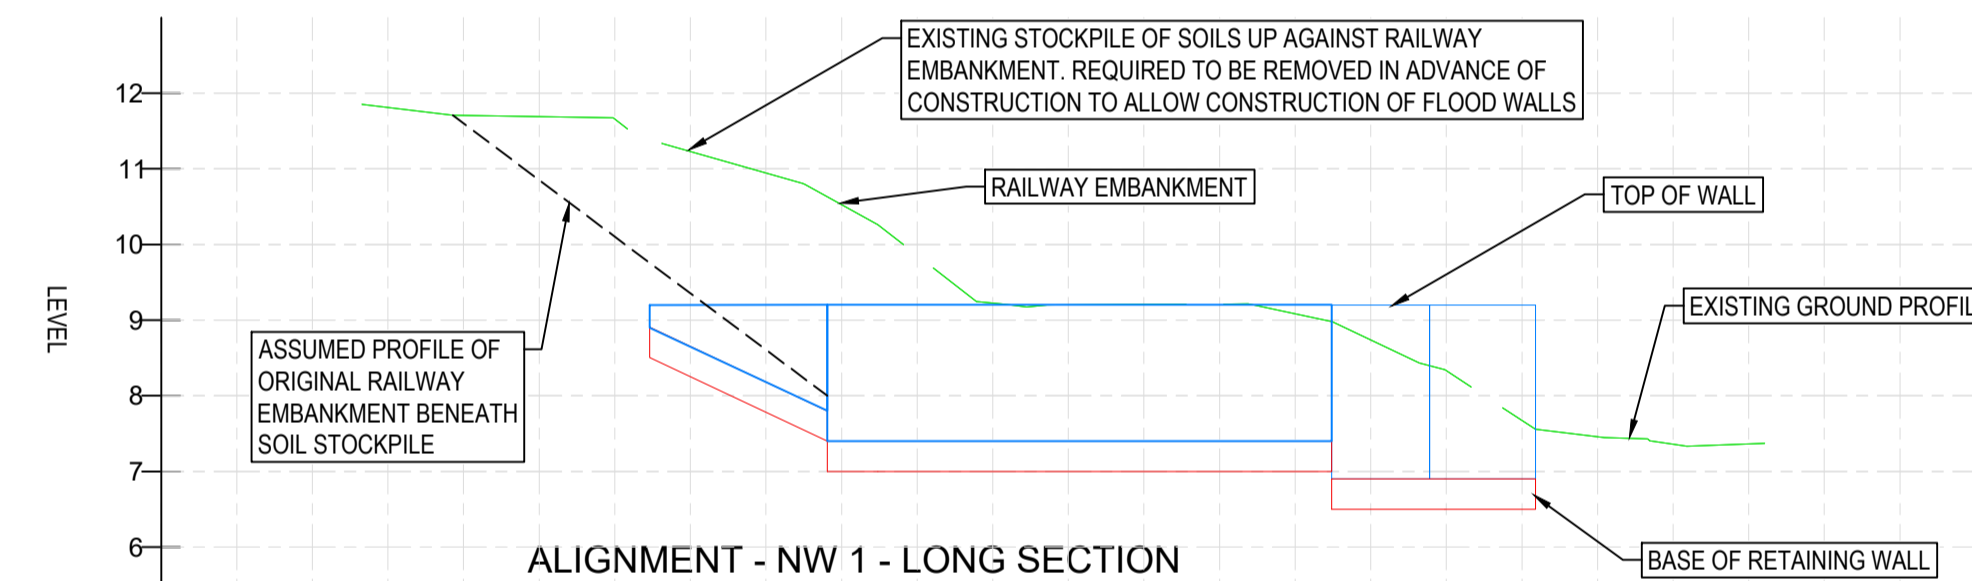 EXISTING STOCKPILE OF SOILS UP AGAINST RAILWAY
EMBANKMENT. REQUIRED TO BE REMOVED IN ADVANCE OF
CONSTRUCTION TO ALLOW CONSTRUCTION OF FLOOD WALLS
RAILWAY EMBANKMENT
TOP OF WALL
EXISTING GROUND PROFIL
ASSUMED PROFILE OF
ORIGINAL RAILWAY
EMBANKMENT BENEATH
SOIL STOCKPILE
BASE OF RETAINING WALL
LEVEL
12
11
10
9
8
7
6
ALIGNMENT - NW 1 - LONG SECTION